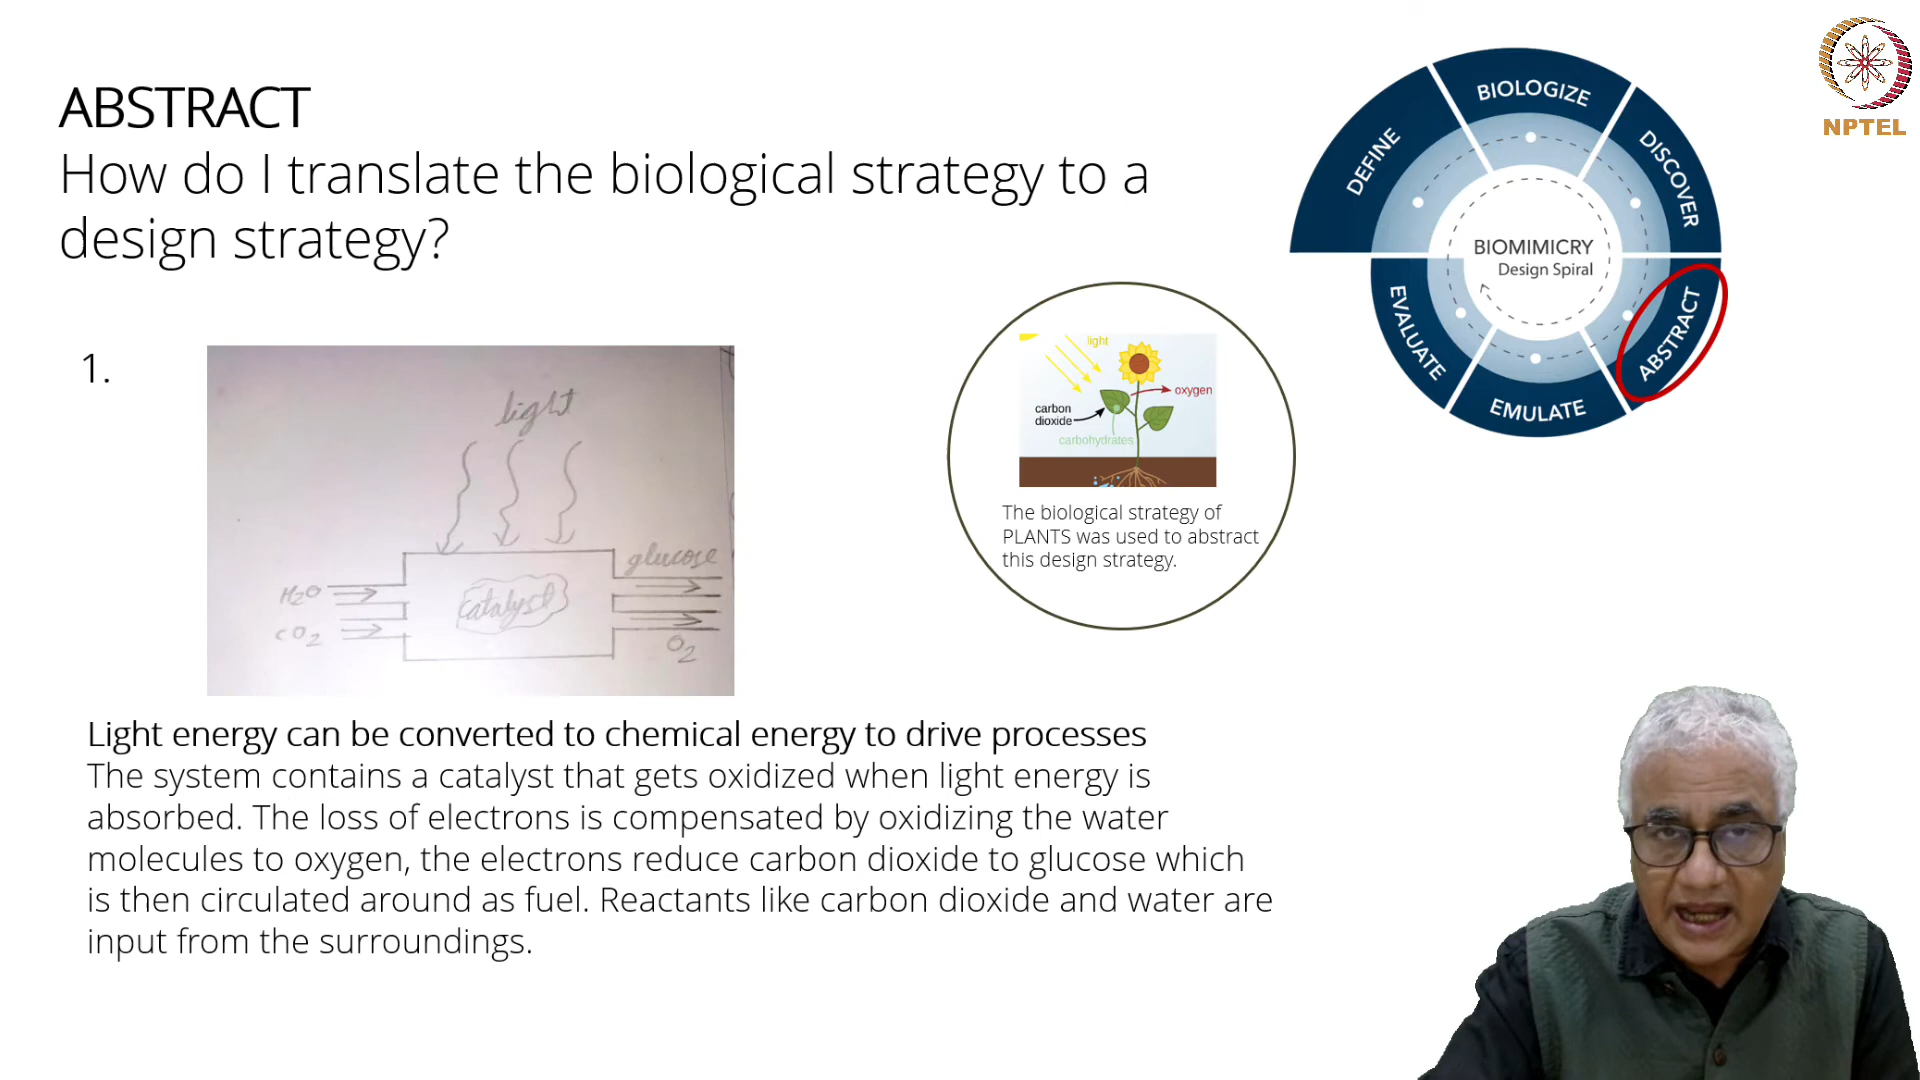 ABSTRACT
How do I translate the biological strategy to a
design strategy?
1.
light
H2O
CO2
catalyst
glucose
O2
light
oxygen
carbon
dioxide
carbohydrates
The biological strategy of
PLANTS was used to abstract
this design strategy.
DEFINE
BIOLOGIZE
DISCOVER
ABSTRACT
EMULATE
EVALUATE
BIOMIMICRY
Design Spiral
NPTEL
Light energy can be converted to chemical energy to drive processes
The system contains a catalyst that gets oxidized when light energy is
absorbed. The loss of electrons is compensated by oxidizing the water
molecules to oxygen, the electrons reduce carbon dioxide to glucose which
is then circulated around as fuel. Reactants like carbon dioxide and water are
input from the surroundings.